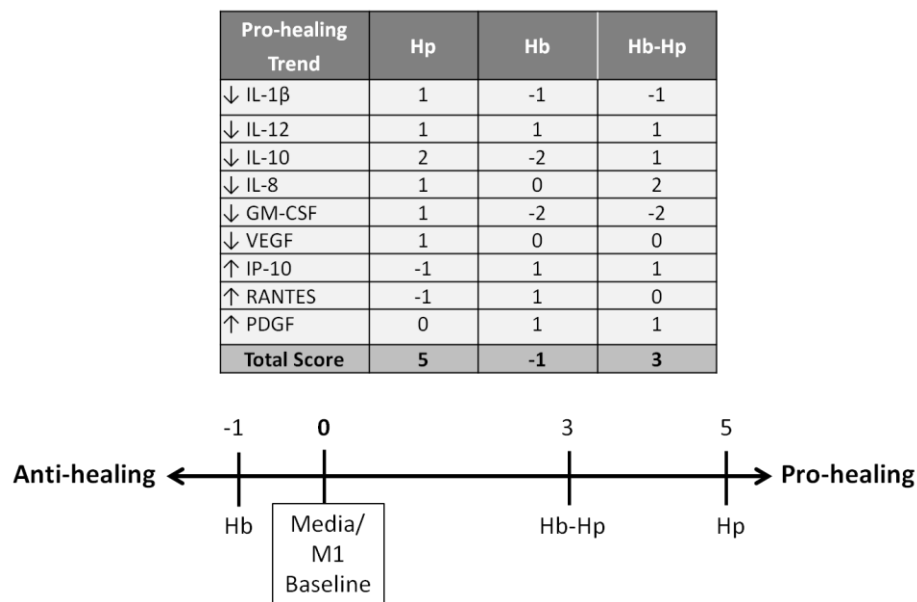 Pro-healing Trend Hp Hb Hb-Hp
↓ IL-1β 1 -1 -1
↓ IL-12 1 1 1
↓ IL-10 2 -2 1
↓ IL-8 1 0 2
↓ GM-CSF 1 -2 -2
↓ VEGF 1 0 0
↑ IP-10 -1 1 1
↑ RANTES -1 1 0
↑ PDGF 0 1 1
Total Score 5 -1 3
-1 0 3 5
Anti-healing Pro-healing
Hb Media/ Hb-Hp Hp
M1
Baseline